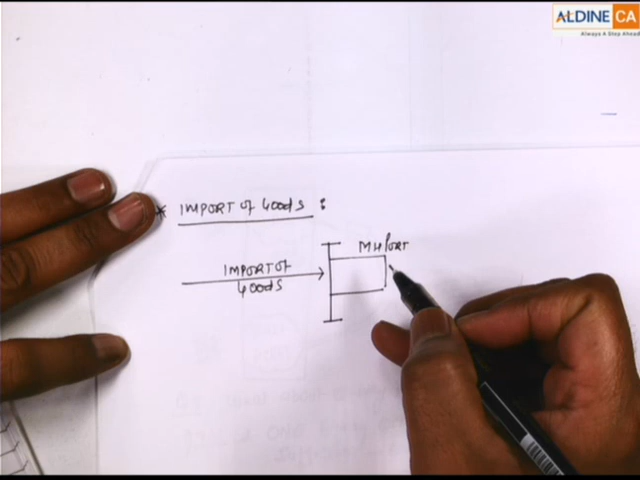 ALDINE CA
Always A Step Ahead
* IMPORT of GOODS :
MH PORT
IMPORT OF
GOODS